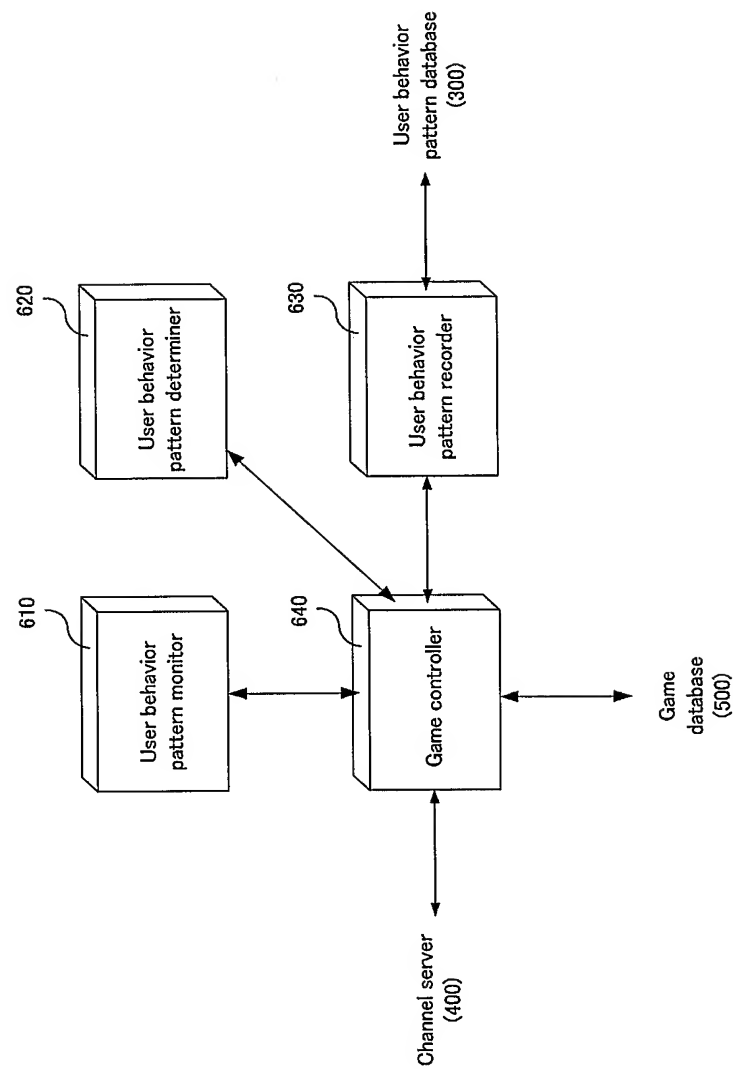 610
User behavior
pattern monitor
620
User behavior
pattern determiner
640
Game controller
630
User behavior
pattern recorder
Channel server
(400)
User behavior
pattern database
(300)
Game
database
(500)